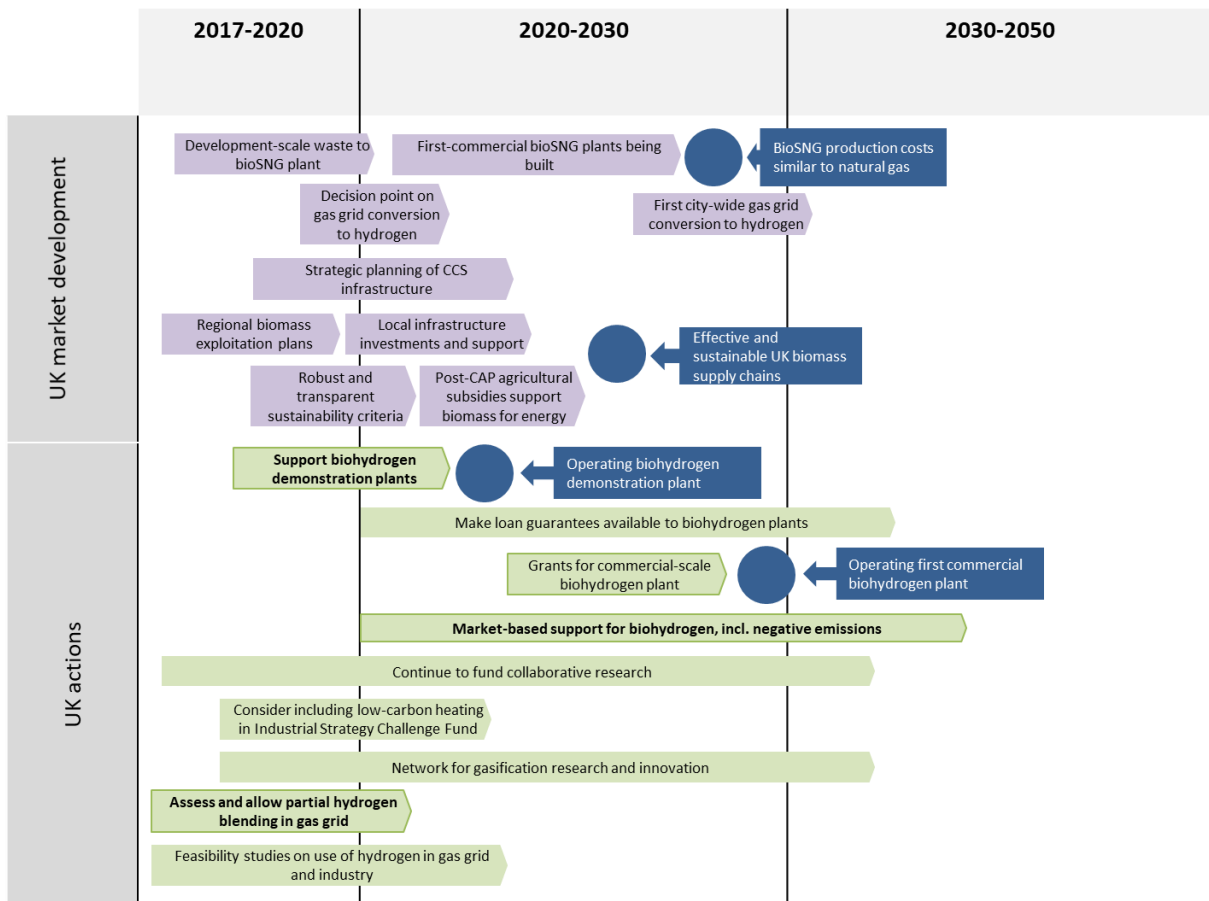 2017-2020
2020-2030
2030-2050
UK market development
Development-scale waste to
bioSNG plant
First-commercial bioSNG plants being
built
BioSNG production costs
similar to natural gas
Decision point on
gas grid conversion
to hydrogen
First city-wide gas grid
conversion to hydrogen
Strategic planning of CCS
infrastructure
Regional biomass
exploitation plans
Local infrastructure
investments and support
Effective and
sustainable UK biomass
supply chains
Robust and
transparent
sustainability criteria
Post-CAP agricultural
subsidies support
biomass for energy
UK actions
Support biohydrogen
demonstration plants
Operating biohydrogen
demonstration plant
Make loan guarantees available to biohydrogen plants
Grants for commercial-scale
biohydrogen plant
Operating first commercial
biohydrogen plant
Market-based support for biohydrogen, incl. negative emissions
Continue to fund collaborative research
Consider including low-carbon heating
in Industrial Strategy Challenge Fund
Network for gasification research and innovation
Assess and allow partial hydrogen
blending in gas grid
Feasibility studies on use of hydrogen in gas grid
and industry